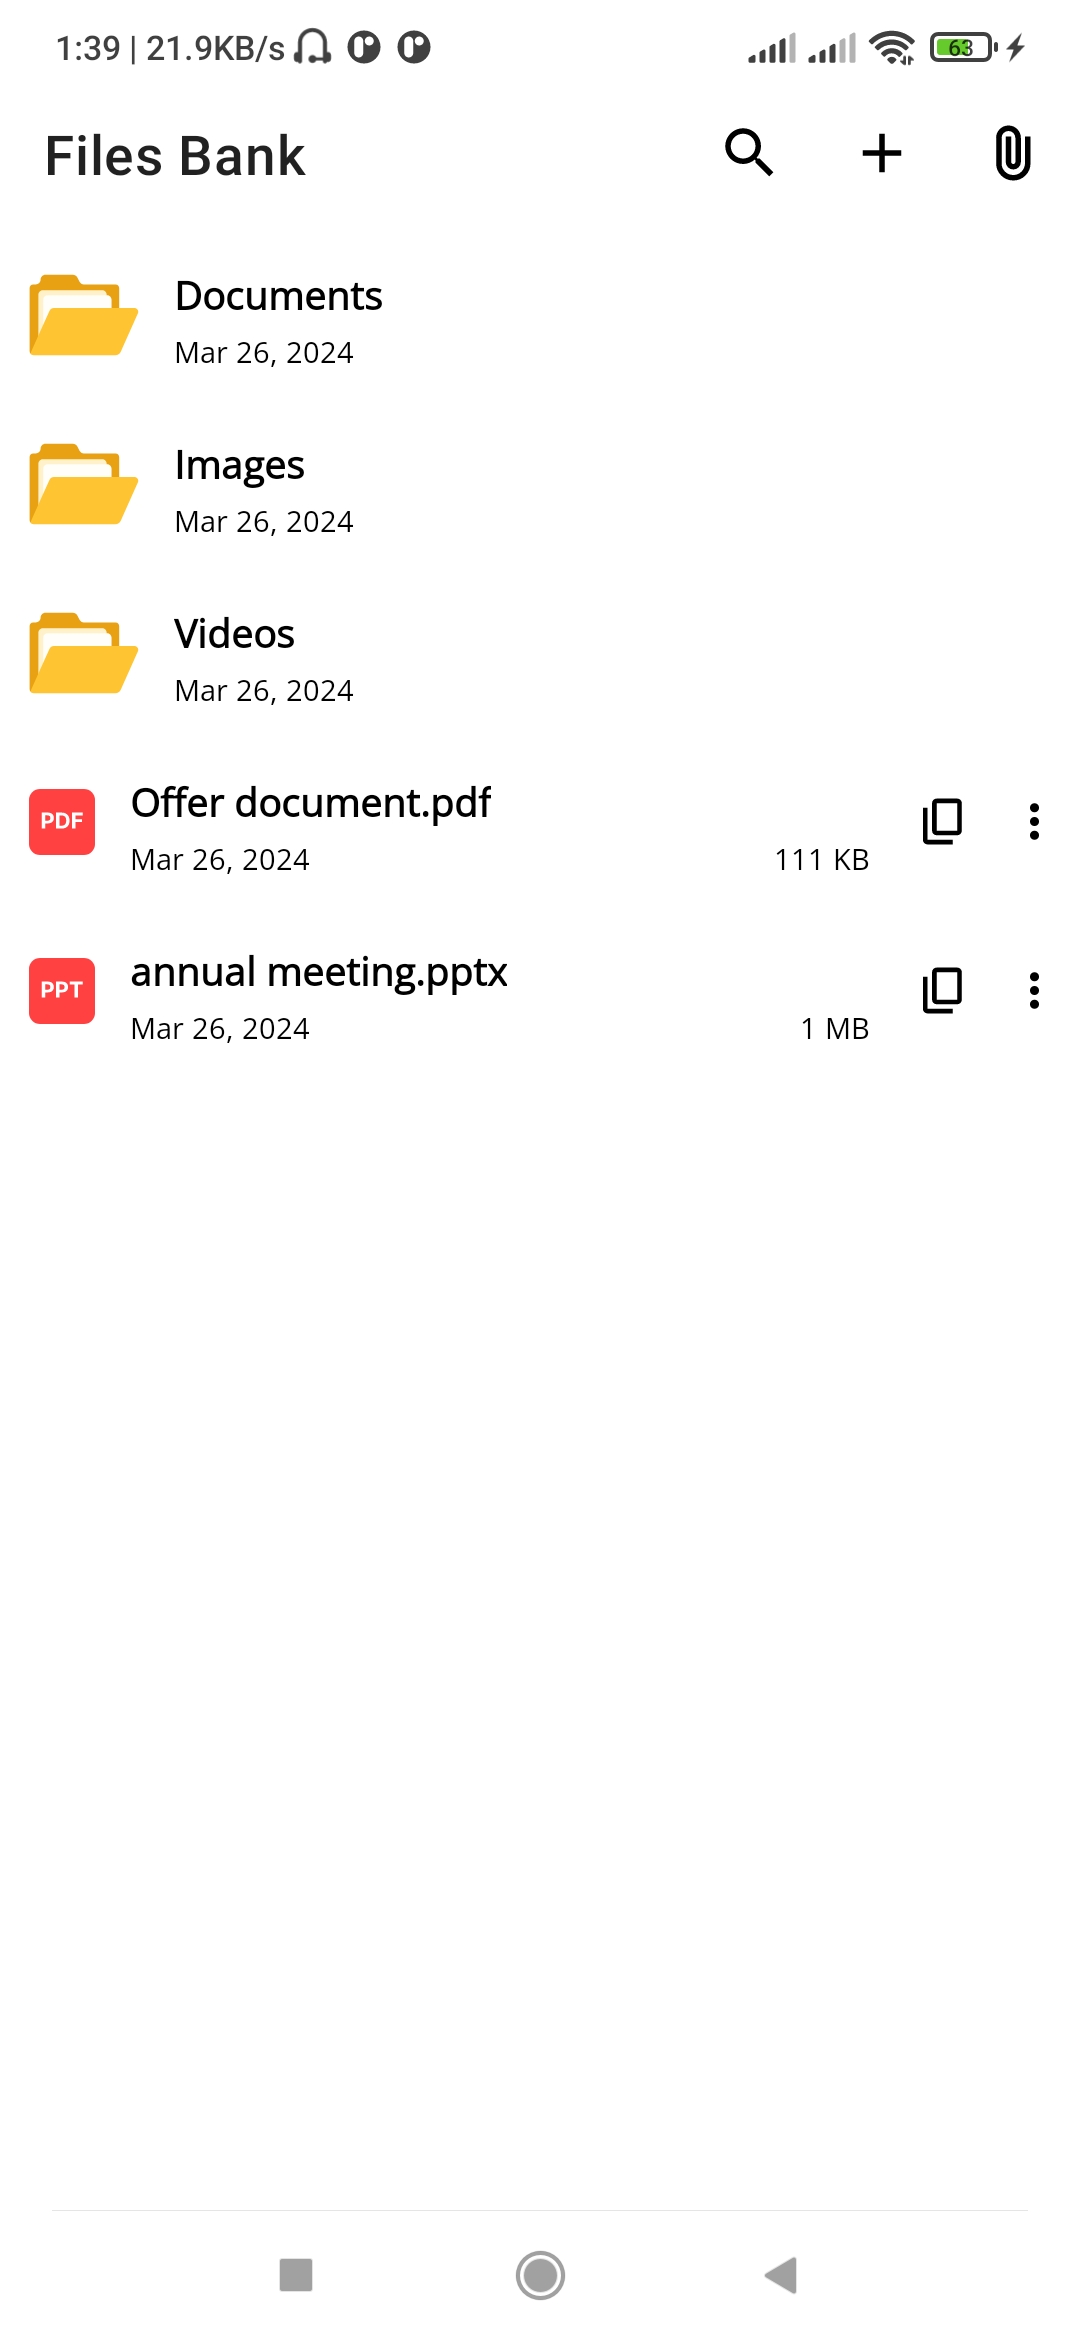 1:39 | 21.9KB/s 63
Files Bank
Documents
Mar 26, 2024
Images
Mar 26, 2024
Videos
Mar 26, 2024
PDF Offer document.pdf
Mar 26, 2024 111 KB
PPT annual meeting.pptx
Mar 26, 2024 1 MB